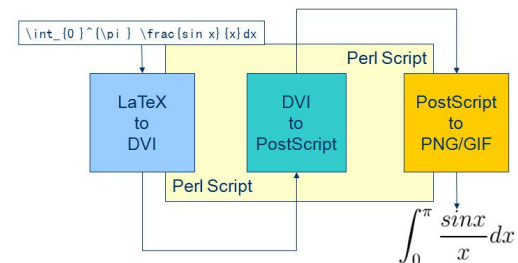 \int_{0 }^{\pi } \frac{sin x}{x}dx
Perl Script
LaTeX
to
DVI
DVI
to
PostScript
PostScript
to
PNG/GIF
Perl Script
∫_0^π sinx/x dx